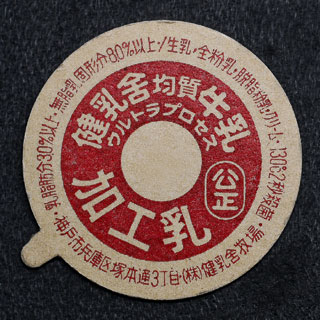 健乳舎均質牛乳
ウルトラプロセス
加工乳
公正
乳脂肪分3.0%以上・無脂乳固形分8.0%以上・生乳・全粉乳・脱脂粉乳・クリーム・130℃2秒殺菌・
神戸市兵庫区塚本通3丁目・(株)健乳舎牧場・